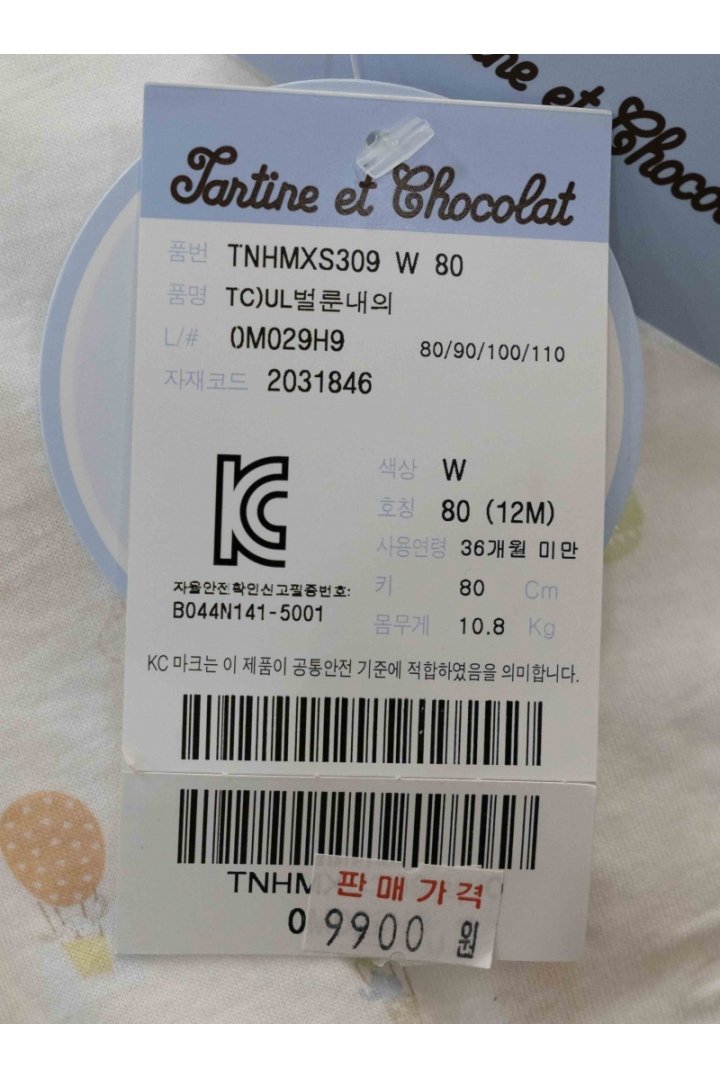 ne et Choco
Tartine et Chocolat
품번 TNHMXS309 W 80
품명 TC)UL벌룬내의
L/# 0M029H9 80/90/100/110
자재코드 2031846
색상 W
호칭 80 (12M)
사용연령 36개월 미만
키 80 Cm
몸무게 10.8 Kg
자율안전확인신고필증번호:
B044N141-5001
KC 마크는 이 제품이 공통안전 기준에 적합하였음을 의미합니다.
TNHM
판매가격
0
9900 원